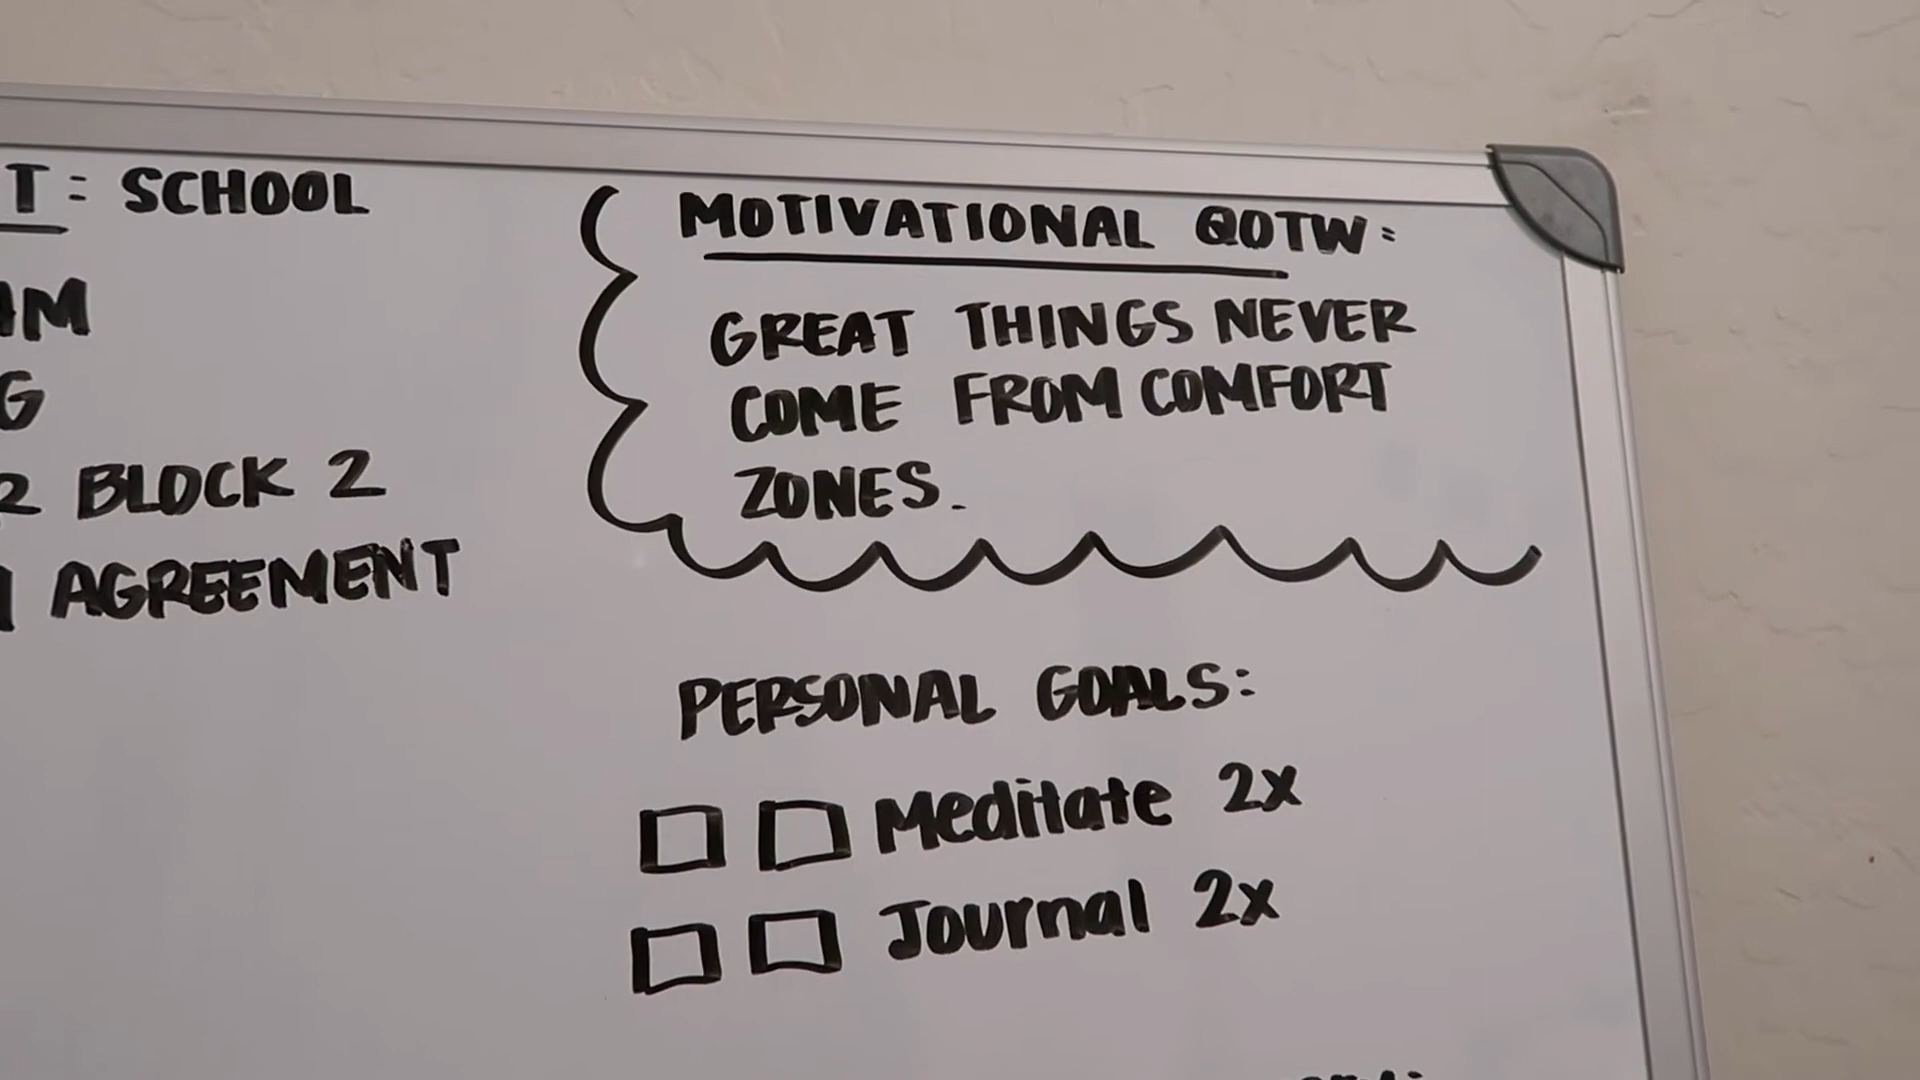 T: SCHOOL
BLOCK 2
AGREEMENT
MOTIVATIONAL QOTW:
GREAT THINGS NEVER
COME FROM COMFORT
ZONES.
PERSONAL GOALS:
Meditate 2x
Journal 2x